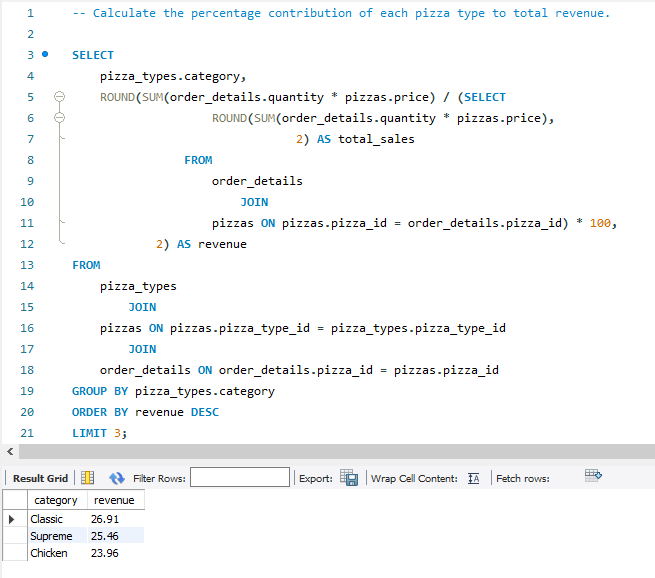 1 -- Calculate the percentage contribution of each pizza type to total revenue.
2
3 SELECT
4 pizza_types.category,
5 ROUND(SUM(order_details.quantity * pizzas.price) / (SELECT
6 ROUND(SUM(order_details.quantity * pizzas.price),
7 2) AS total_sales
8 FROM
9 order_details
10 JOIN
11 pizzas ON pizzas.pizza_id = order_details.pizza_id) * 100,
12 2) AS revenue
13 FROM
14 pizza_types
15 JOIN
16 pizzas ON pizzas.pizza_type_id = pizza_types.pizza_type_id
17 JOIN
18 order_details ON order_details.pizza_id = pizzas.pizza_id
19 GROUP BY pizza_types.category
20 ORDER BY revenue DESC
21 LIMIT 3;
Result Grid Filter Rows: Export: Wrap Cell Content: IA Fetch rows:
category revenue
Classic 26.91
Supreme 25.46
Chicken 23.96